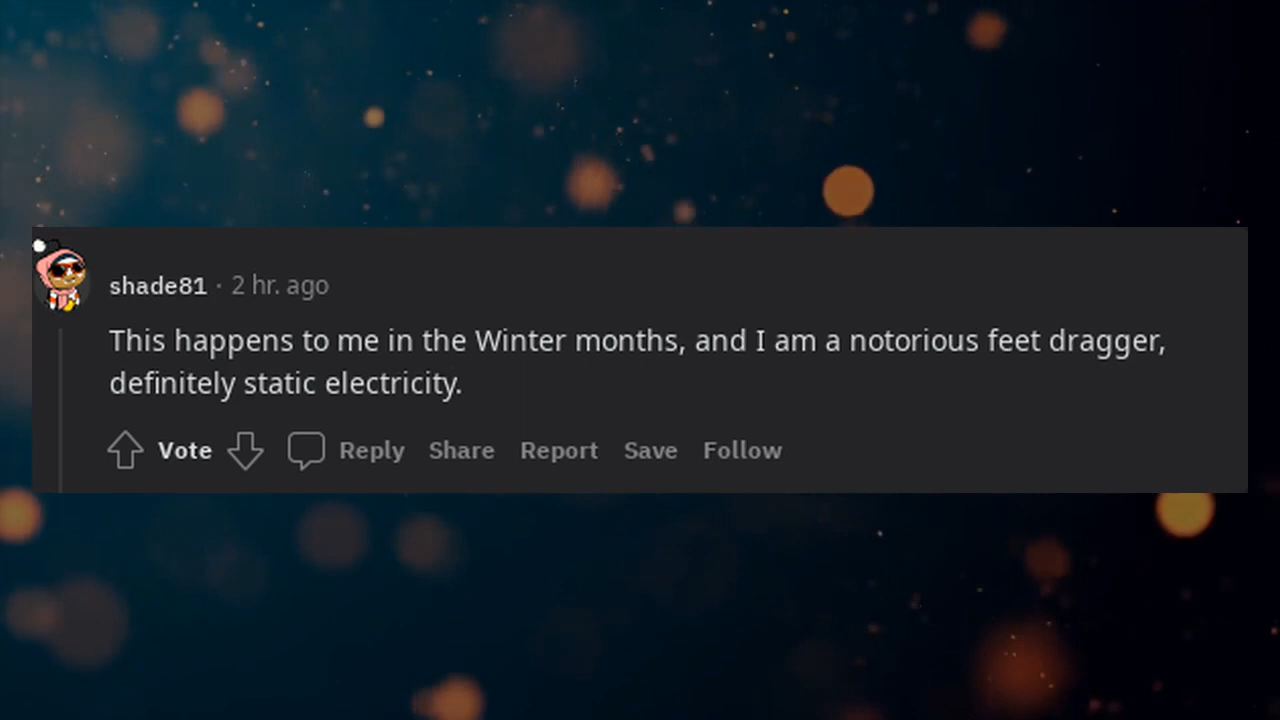 shade81 · 2 hr. ago
This happens to me in the Winter months, and I am a notorious feet dragger,
definitely static electricity.
Vote Reply Share Report Save Follow